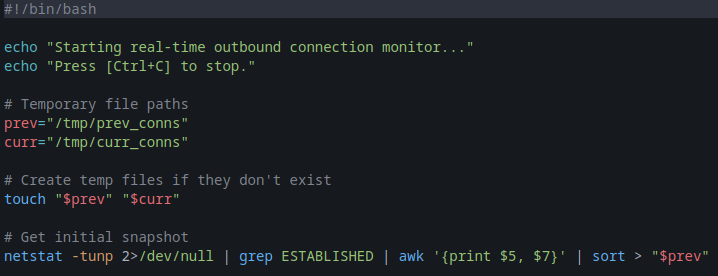 #!/bin/bash
echo "Starting real-time outbound connection monitor..."
echo "Press [Ctrl+C] to stop."
# Temporary file paths
prev="/tmp/prev_conns"
curr="/tmp/curr_conns"
# Create temp files if they don't exist
touch "$prev" "$curr"
# Get initial snapshot
netstat -tunp 2>/dev/null | grep ESTABLISHED | awk '{print $5, $7}' | sort > "$prev"